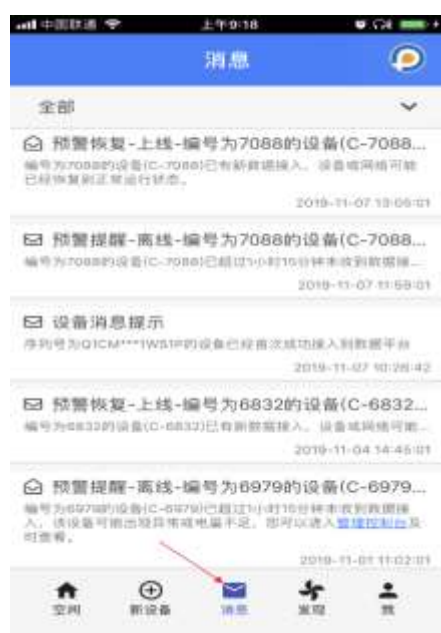 中国联通 上午9:18
消息
全部
预警恢复-上线-编号为7088的设备(C-7088...
编号为7088的设备(C-7088)已有新数据接入，设备或网络可能
已经恢复到正常运行状态。
2019-11-07 13:06:01
预警提醒-离线-编号为7088的设备(C-7088...
编号为7088的设备(C-7088)已超过1小时15分钟未收到数据接...
2019-11-07 11:59:01
设备消息提示
序列号为Q1CM***1WS1P的设备已经首次成功接入到数据平台
2019-11-07 10:28:42
预警恢复-上线-编号为6832的设备(C-6832...
编号为6832的设备(C-6832)已有新数据接入，设备或网络可能...
2019-11-04 14:45:01
预警提醒-离线-编号为6979的设备(C-6979...
编号为6979的设备(C-6979)已超过1小时15分钟未收到数据接
入，该设备可能出现异常或电量不足，您可以进入管理控制台及
时查看。
2019-11-01 11:02:01
空间 新设备 消息 发现 我